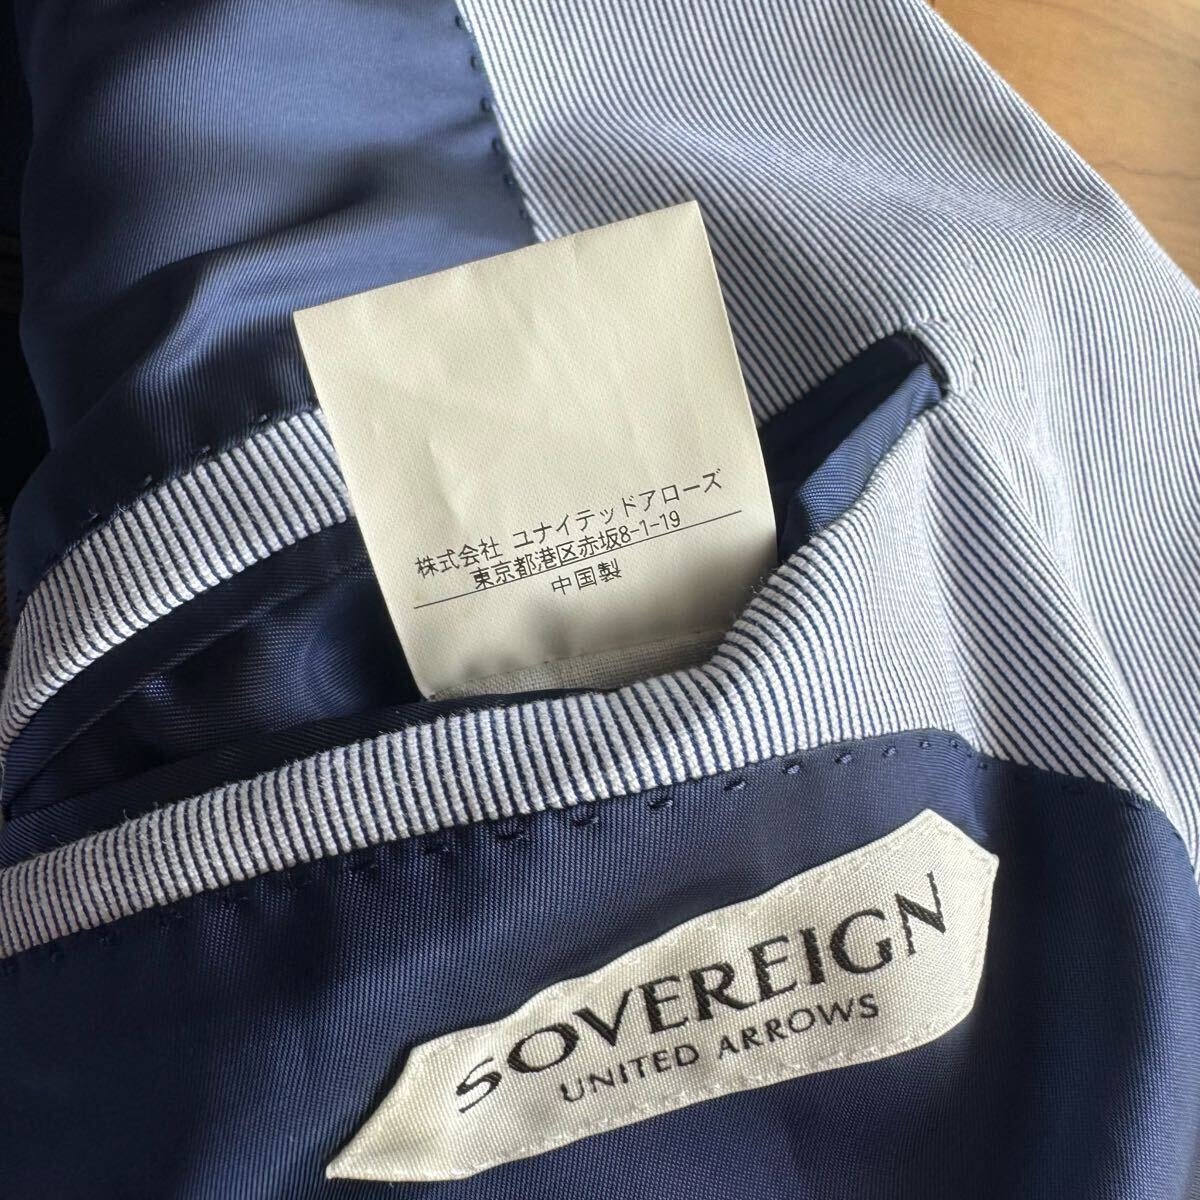 株式会社 ユナイテッドアローズ
東京都港区赤坂8-1-19
中国製
SOVEREIGN
UNITED ARROWS